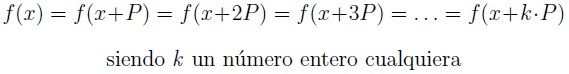 f(x) = f(x+P) = f(x+2P) = f(x+3P) = ... = f(x+k·P)
siendo k un número entero cualquiera